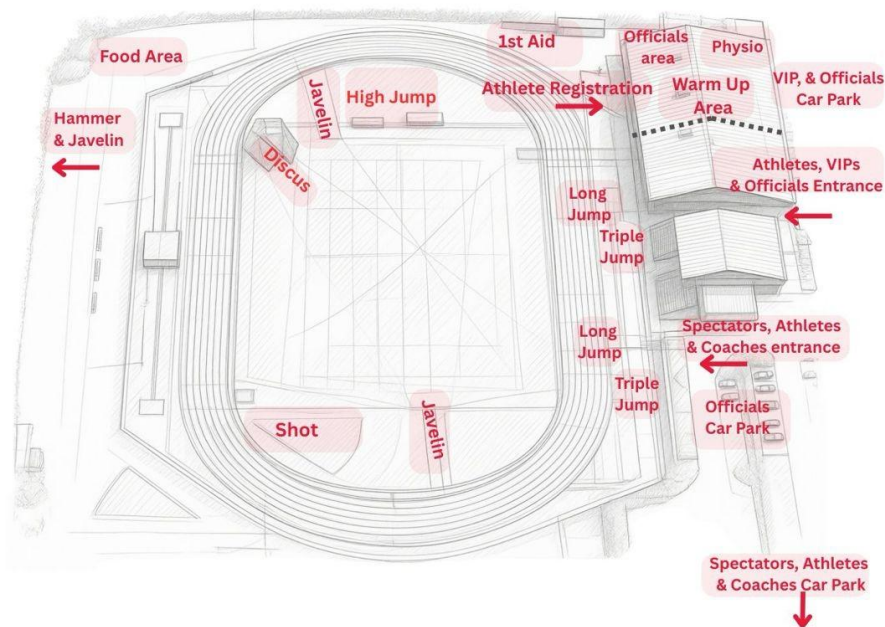 Food Area
1st Aid
Officials
area
Physio
Javelin
High Jump
Athlete Registration
Warm Up
Area
VIP, & Officials
Car Park
Hammer
& Javelin
Discus
Athletes, VIPs
& Officials Entrance
Long
Jump
Triple
Jump
Long
Jump
Spectators, Athletes
& Coaches entrance
Triple
Jump
Officials
Car Park
Shot
Javelin
Spectators, Athletes
& Coaches Car Park